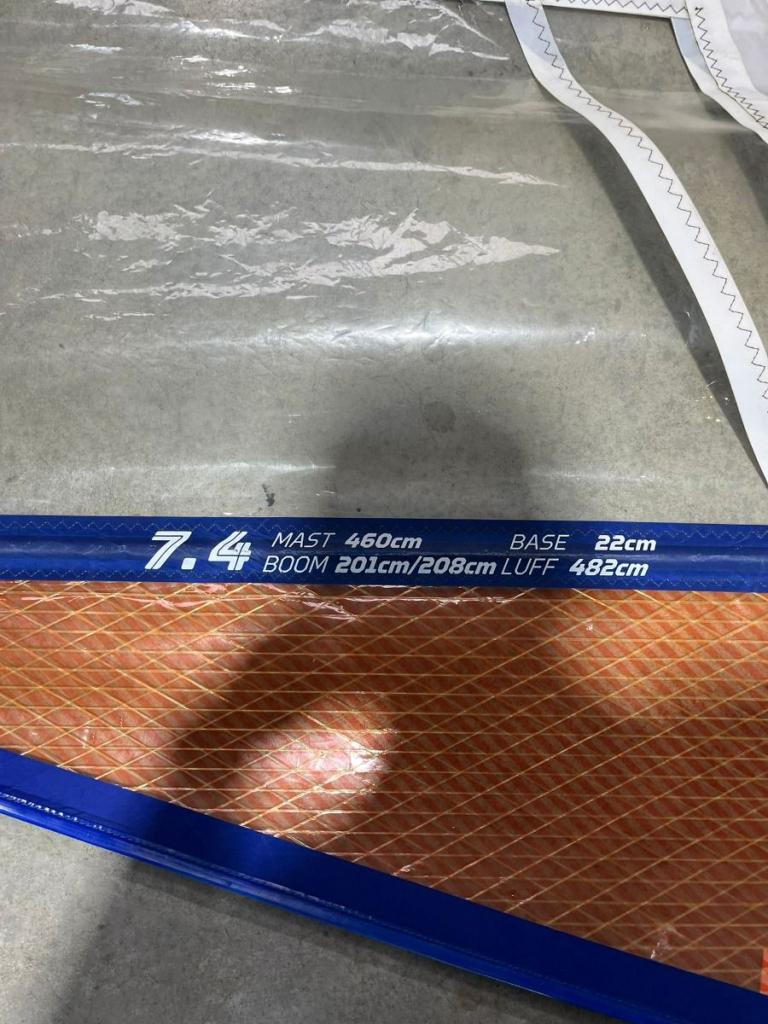 7.4 MAST 460cm BASE 22cm
BOOM 201cm/208cm LUFF 482cm